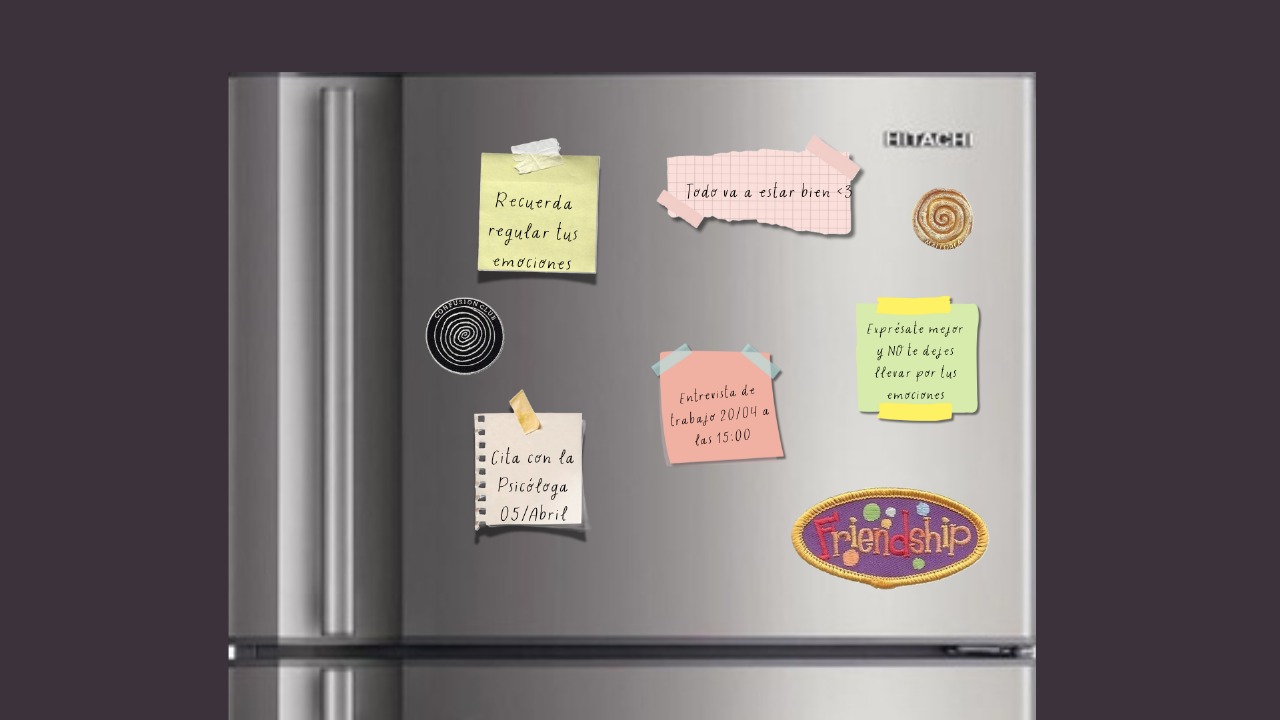 HITACHI
Recuerda
regular tus
emociones
Todo va a estar bien <3
CONFUSION CLUB
Exprésate mejor
y NO te dejes
llevar por tus
emociones
Entrevista de
trabajo 20/04 a
las 15:00
Cita con la
Psicóloga
05/Abril
Friendship